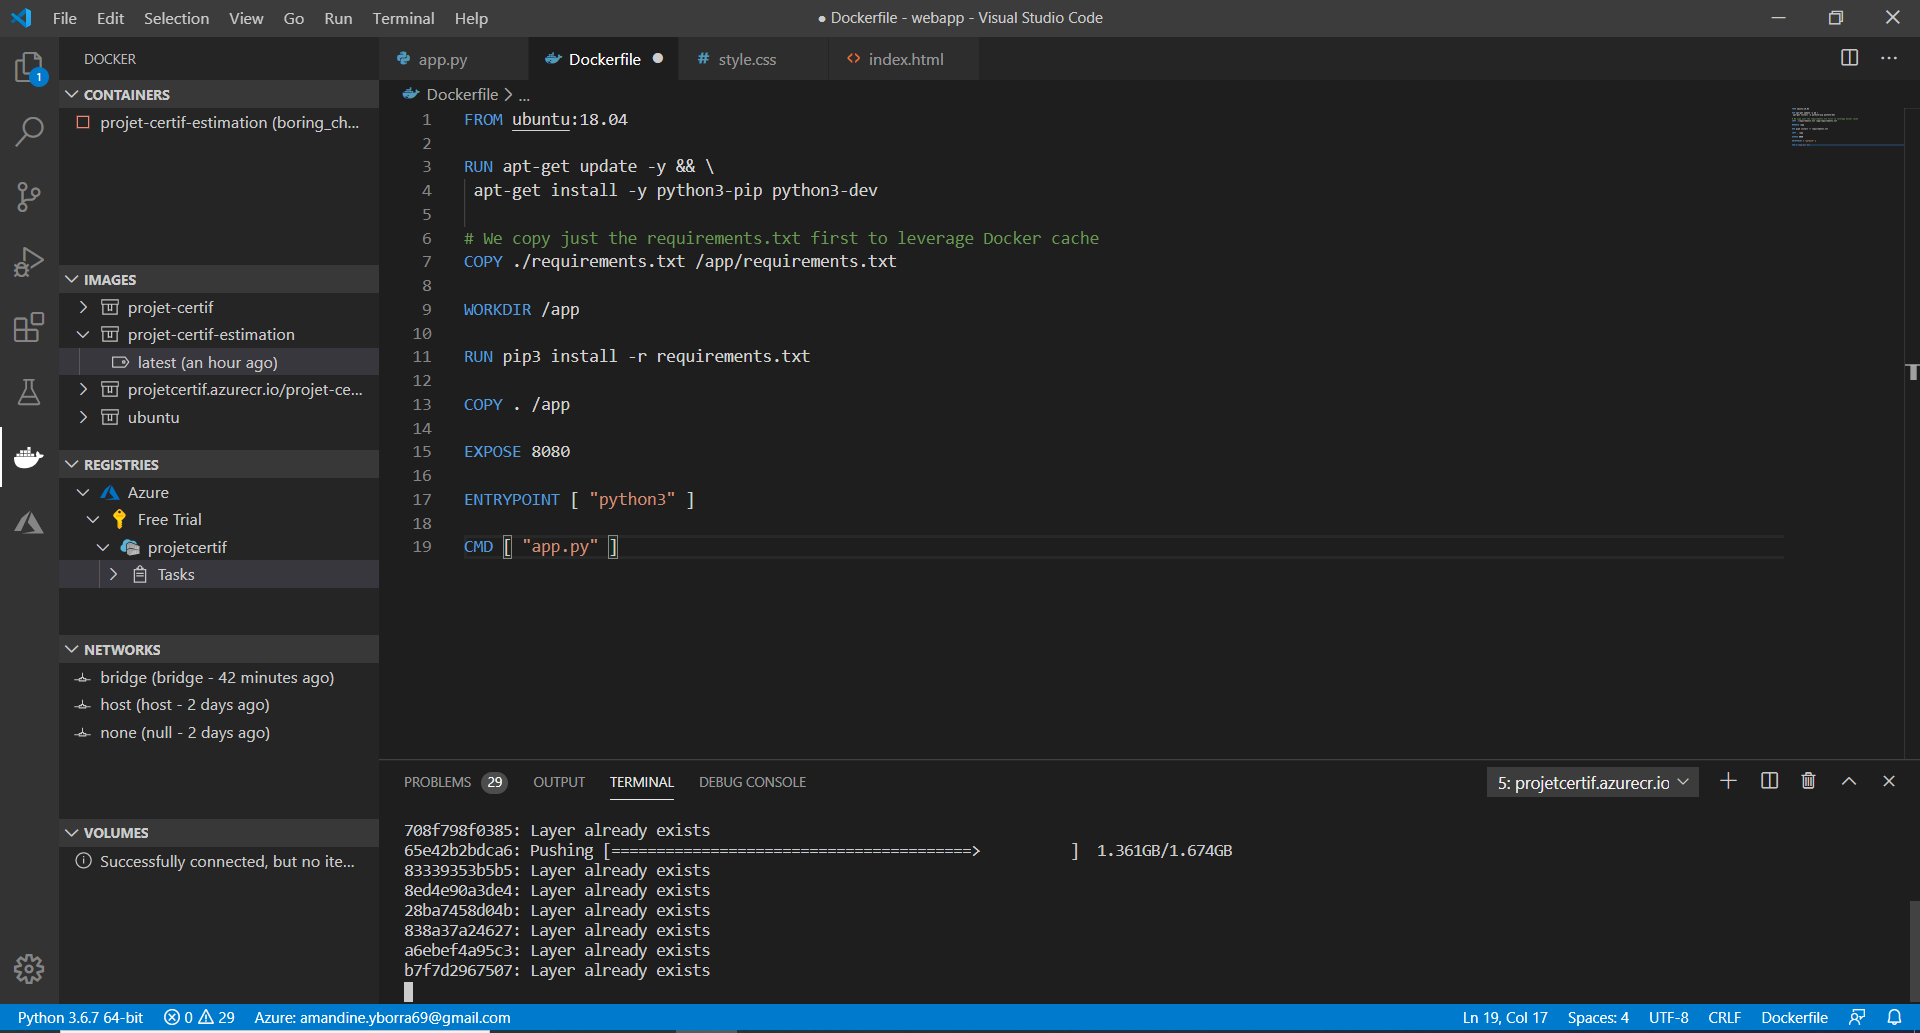 File Edit Selection View Go Run Terminal Help
● Dockerfile - webapp - Visual Studio Code
1
DOCKER
CONTAINERS
projet-certif-estimation (boring_ch...
IMAGES
projet-certif
projet-certif-estimation
latest (an hour ago)
projetcertif.azurecr.io/projet-ce...
ubuntu
REGISTRIES
Azure
Free Trial
projetcertif
Tasks
NETWORKS
bridge (bridge - 42 minutes ago)
host (host - 2 days ago)
none (null - 2 days ago)
VOLUMES
Successfully connected, but no ite...
app.py Dockerfile ● # style.css <> index.html
Dockerfile > ...
1 FROM ubuntu:18.04
2
3 RUN apt-get update -y && \
4 apt-get install -y python3-pip python3-dev
5
6 # We copy just the requirements.txt first to leverage Docker cache
7 COPY ./requirements.txt /app/requirements.txt
8
9 WORKDIR /app
10
11 RUN pip3 install -r requirements.txt
12
13 COPY . /app
14
15 EXPOSE 8080
16
17 ENTRYPOINT [ "python3" ]
18
19 CMD [ "app.py" ]
PROBLEMS 29 OUTPUT TERMINAL DEBUG CONSOLE
5: projetcertif.azurecr.io
708f798f0385: Layer already exists
65e42b2bdca6: Pushing [========================================>          ]  1.361GB/1.674GB
83339353b5b5: Layer already exists
8ed4e90a3de4: Layer already exists
28ba7458d04b: Layer already exists
838a37a24627: Layer already exists
a6ebef4a95c3: Layer already exists
b7f7d2967507: Layer already exists
Python 3.6.7 64-bit 0 29 Azure: amandine.yborra69@gmail.com
Ln 19, Col 17 Spaces: 4 UTF-8 CRLF Dockerfile